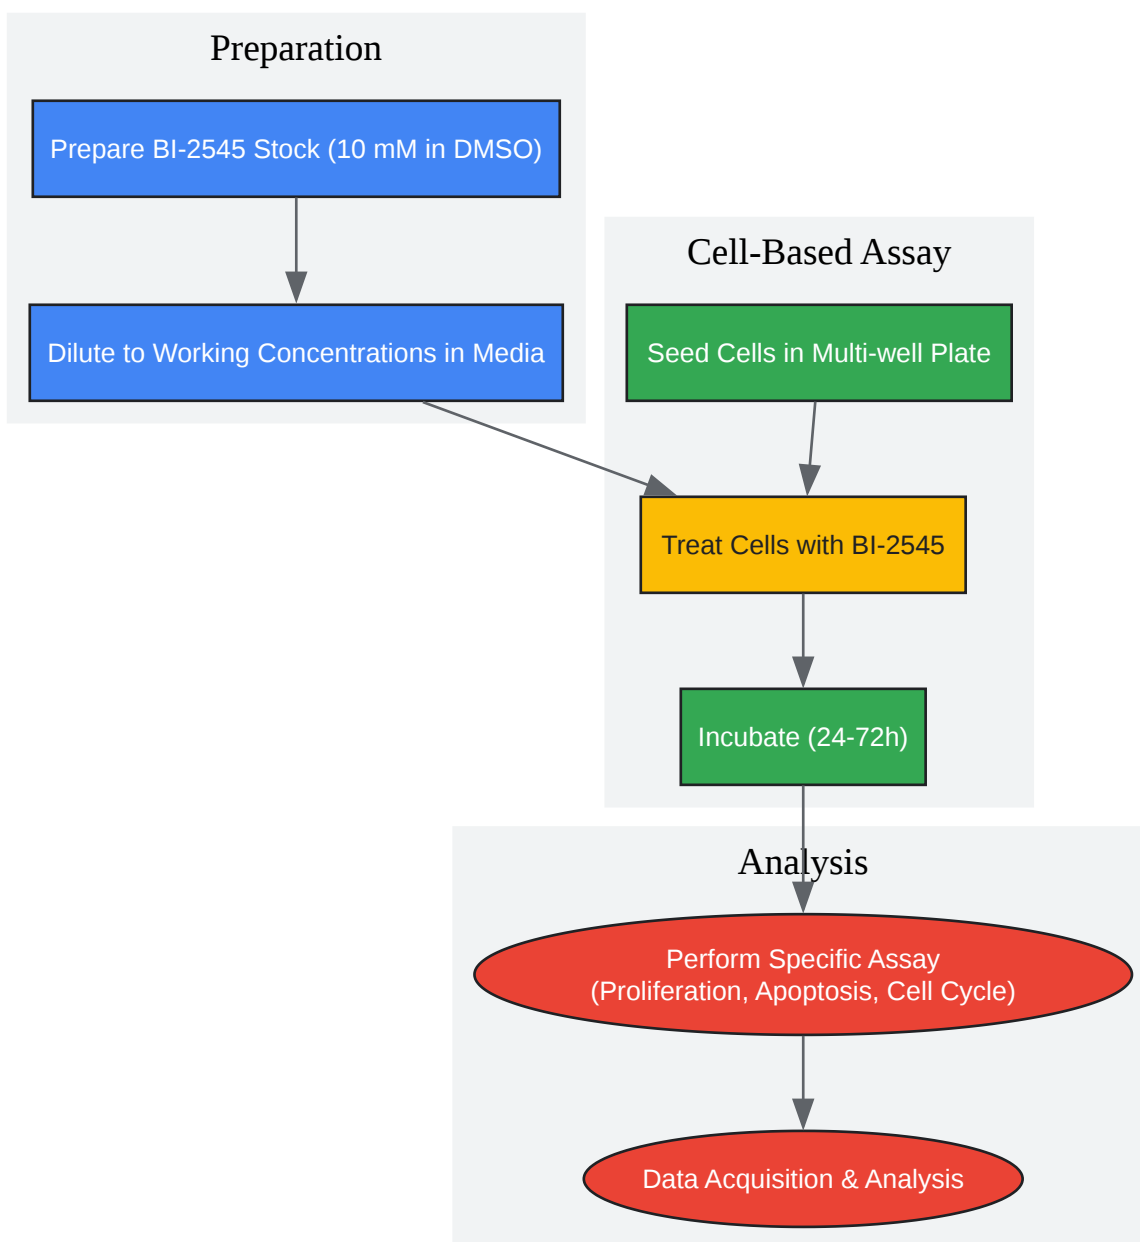 Preparation
Prepare BI-2545 Stock (10 mM in DMSO)
Dilute to Working Concentrations in Media
Cell-Based Assay
Seed Cells in Multi-well Plate
Treat Cells with BI-2545
Incubate (24-72h)
Analysis
Perform Specific Assay
(Proliferation, Apoptosis, Cell Cycle)
Data Acquisition & Analysis